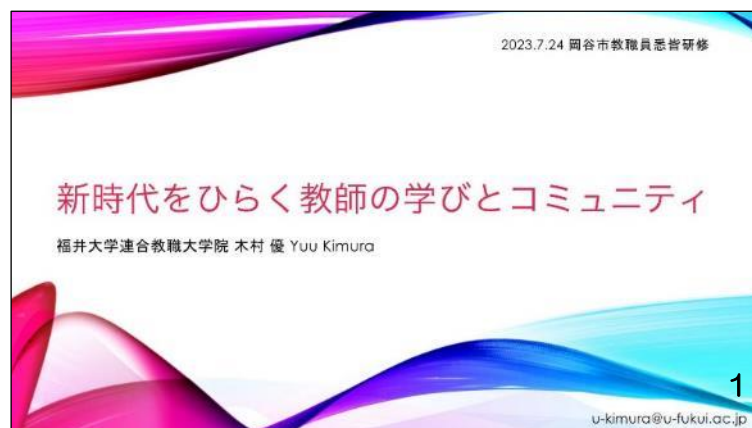 2023.7.24 岡谷市教職員悉皆研修
新時代をひらく教師の学びとコミュニティ
福井大学連合教職大学院 木村 優 Yuu Kimura
1
u-kimura@u-fukui.ac.jp